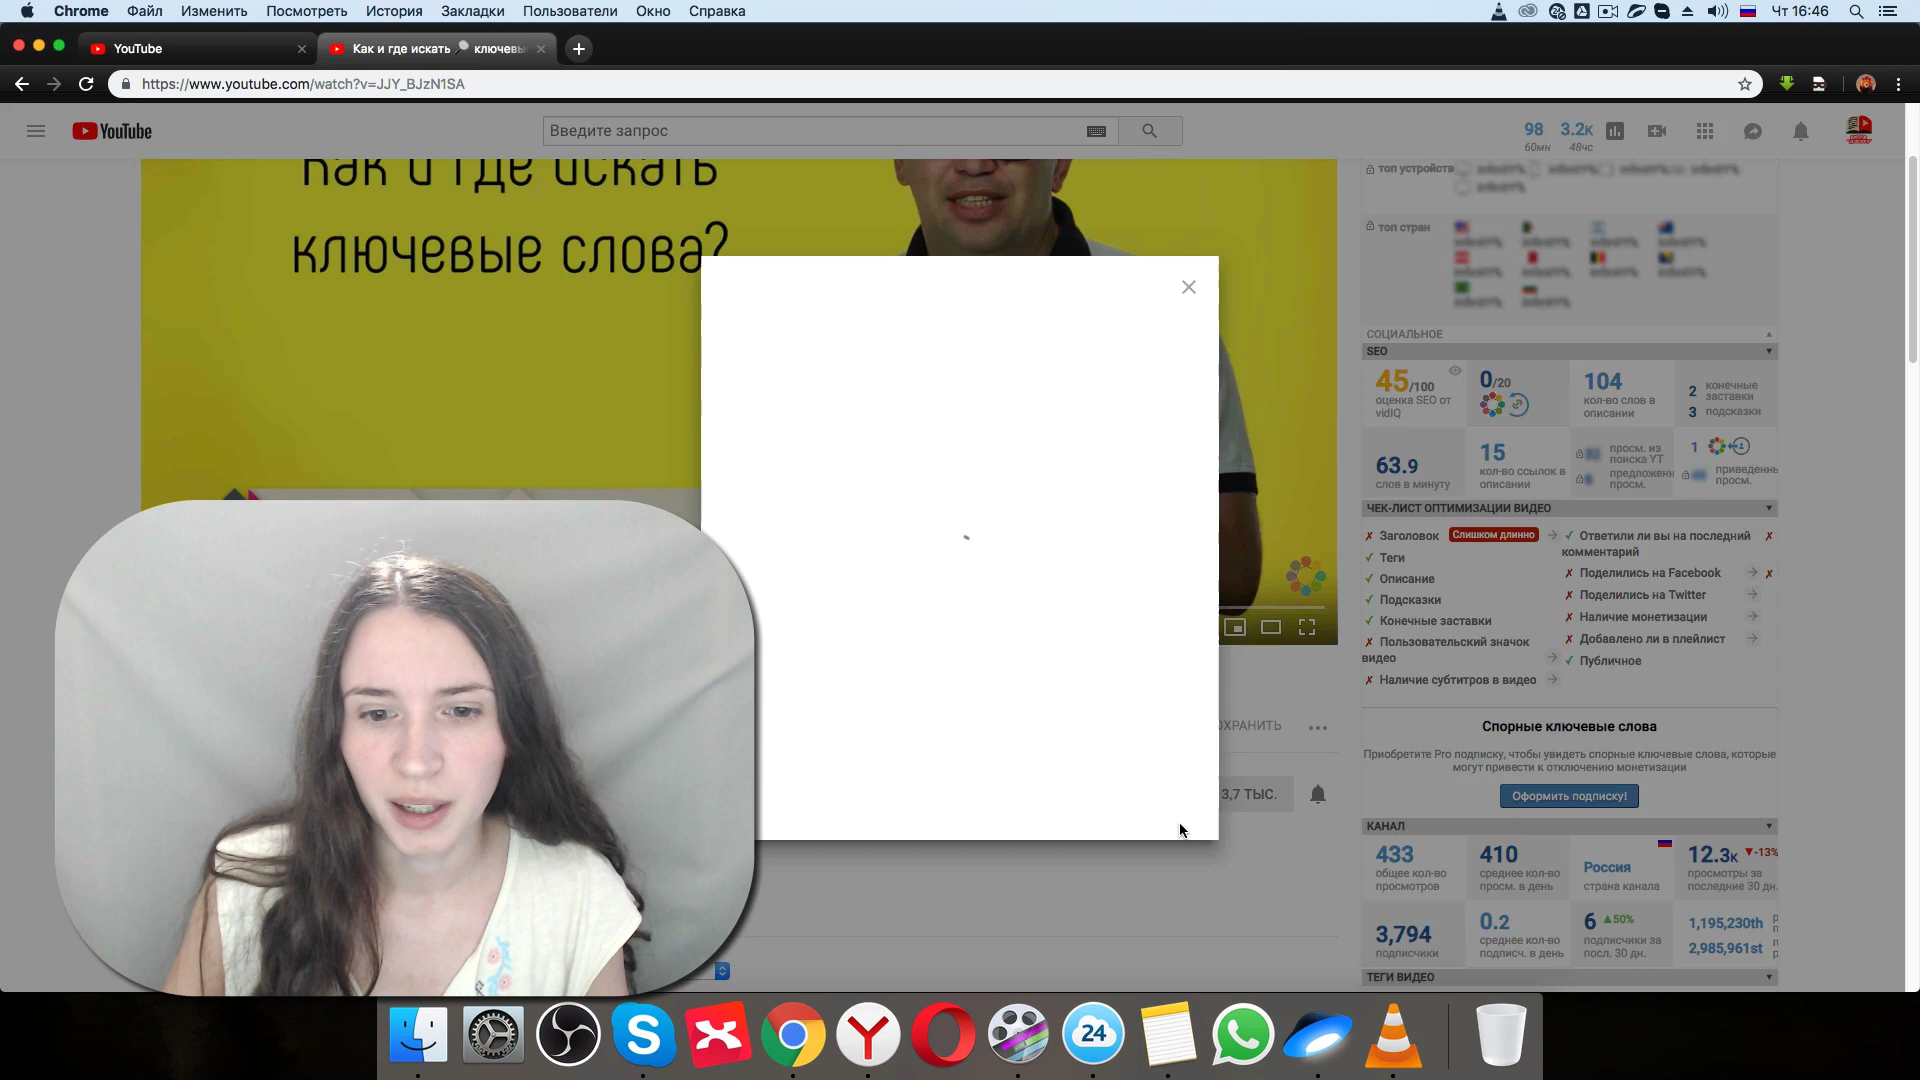 Chrome Файл Изменить Посмотреть История Закладки Пользователи Окно Справка
Чт 16:46
YouTube
Как и где искать 🔎 ключевы
https://www.youtube.com/watch?v=JJY_BJzN1SA
YouTube
Введите запрос
98
60мн
3.2к
48чс
Как и где искать
ключевые слова?
топ устройств
топ стран
СОЦИАЛЬНОЕ
SEO
45/100
оценка SEO от
vidIQ
0/20
104
кол-во слов в
описании
2 конечные
заставки
3 подсказки
63.9
слов в минуту
15
кол-во ссылок в
описании
просм. из
поиска YT
предложенн
просм.
1
приведеннь
просм.
ЧЕК-ЛИСТ ОПТИМИЗАЦИИ ВИДЕО
✗ Заголовок Слишком длинно
✓ Теги
✓ Описание
✓ Подсказки
✓ Конечные заставки
✗ Пользовательский значок
видео
✗ Наличие субтитров в видео
✓ Ответили ли вы на последний
комментарий
✗ Поделились на Facebook
✗ Поделились на Twitter
✗ Наличие монетизации
✗ Добавлено ли в плейлист
✓ Публичное
ОХРАНИТЬ
3,7 ТЫС.
Спорные ключевые слова
Приобретите Pro подписку, чтобы увидеть спорные ключевые слова, которые
могут привести к отключению монетизации
Оформить подписку!
КАНАЛ
433
общее кол-во
просмотров
410
среднее кол-во
просм. в день
Россия
страна канала
12.3к ▼-13%
просмотры за
последние 30 дн.
3,794
подписчики
0.2
среднее кол-во
подписч. в день
6 ▲50%
подписчики за
посл. 30 дн.
1,195,230th
2,985,961st
ТЕГИ ВИДЕО
24